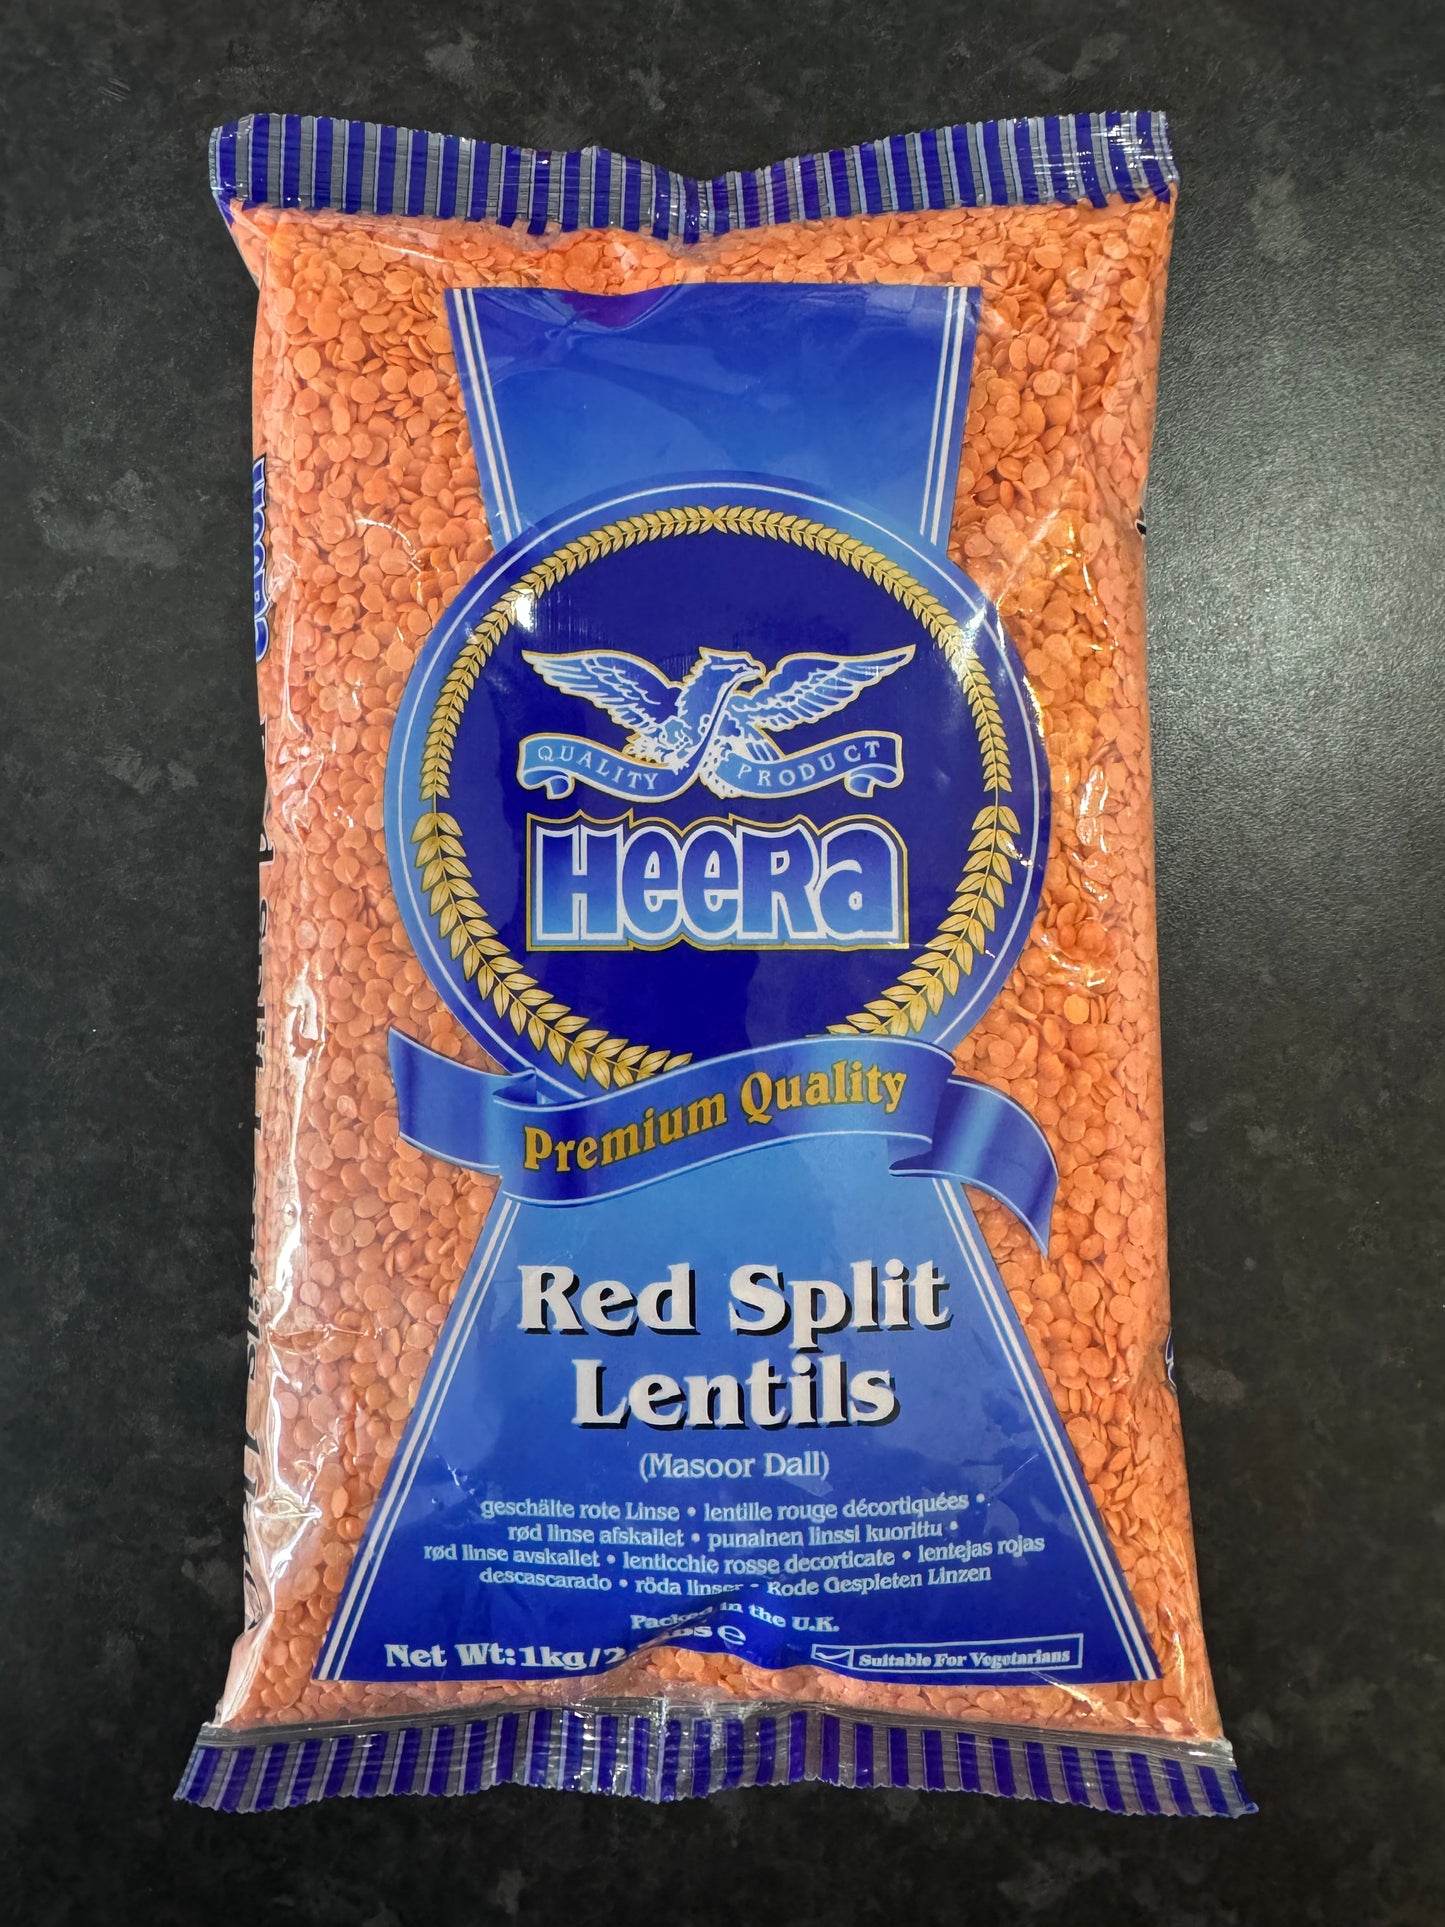 QUALITY PRODUCT
HeeRa
Premium Quality
Red Split
Lentils
(Masoor Dall)
geschälte rote Linse • lentille rouge décortiquées •
rød linse afskallet • punainen linssi kuorittu •
rød linse avskallet • lenticchie rosse decorticate • lentejas rojas
descascarado • röda linser • Rode Gespleten Linzen
Packed in the U.K.
Net Wt: 1kg/2 e
Suitable For Vegetarians